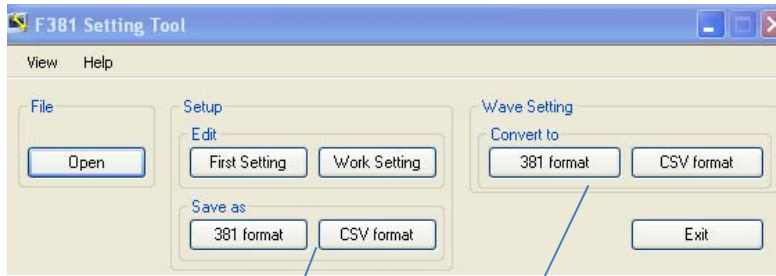 F381 Setting Tool
View Help
File
Open
Setup
Edit
First Setting Work Setting
Save as
381 format CSV format
Wave Setting
Convert to
381 format CSV format
Exit